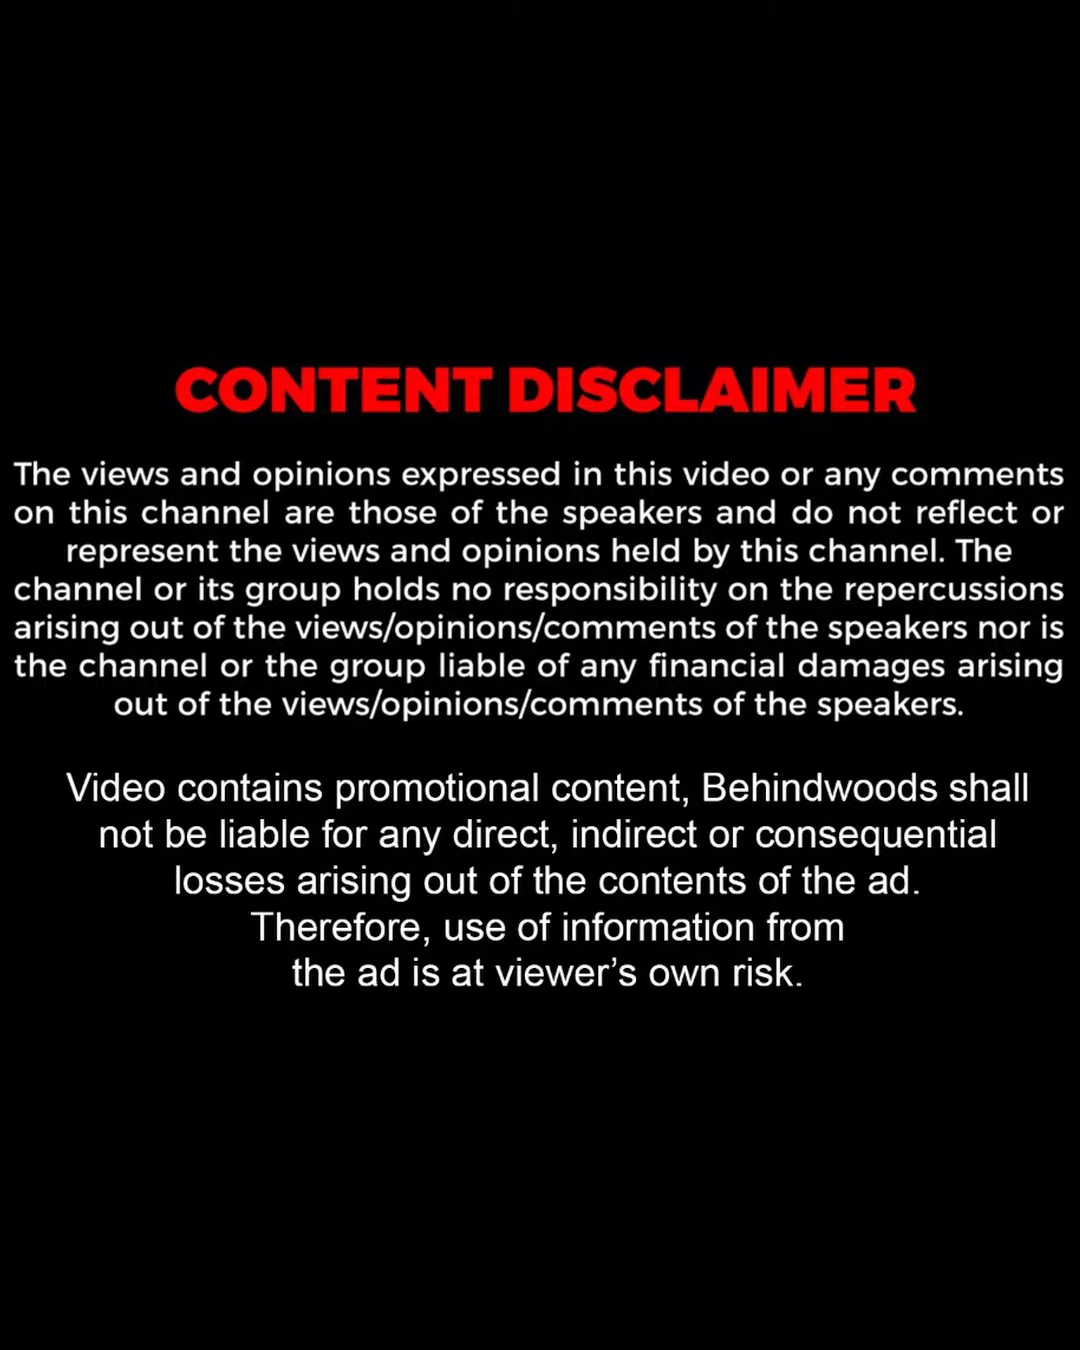 CONTENT DISCLAIMER
The views and opinions expressed in this video or any comments
on this channel are those of the speakers and do not reflect or
represent the views and opinions held by this channel. The
channel or its group holds no responsibility on the repercussions
arising out of the views/opinions/comments of the speakers nor is
the channel or the group liable of any financial damages arising
out of the views/opinions/comments of the speakers.
Video contains promotional content, Behindwoods shall
not be liable for any direct, indirect or consequential
losses arising out of the contents of the ad.
Therefore, use of information from
the ad is at viewer’s own risk.